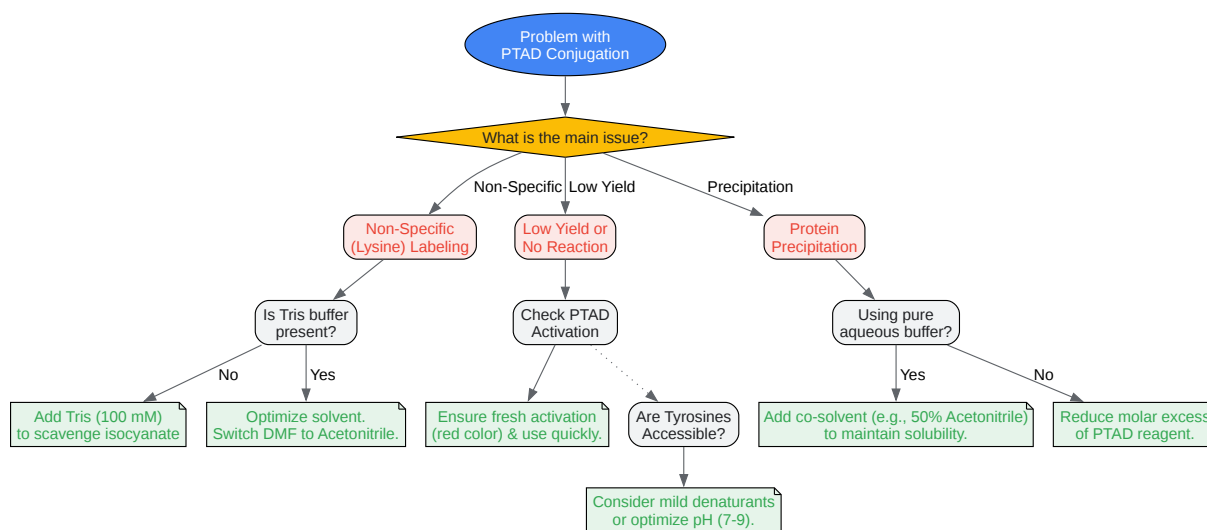 Problem with
PTAD Conjugation
What is the main issue?
Non-Specific
Low Yield
Precipitation
Non-Specific
(Lysine) Labeling
Low Yield or
No Reaction
Protein
Precipitation
Is Tris buffer
present?
Check PTAD
Activation
Using pure
aqueous buffer?
No
Yes
Yes
No
Add Tris (100 mM)
to scavenge isocyanate
Optimize solvent.
Switch DMF to Acetonitrile.
Ensure fresh activation
(red color) & use quickly.
Are Tyrosines
Accessible?
Add co-solvent (e.g., 50% Acetonitrile)
to maintain solubility.
Reduce molar excess
of PTAD reagent.
Consider mild denaturants
or optimize pH (7-9).